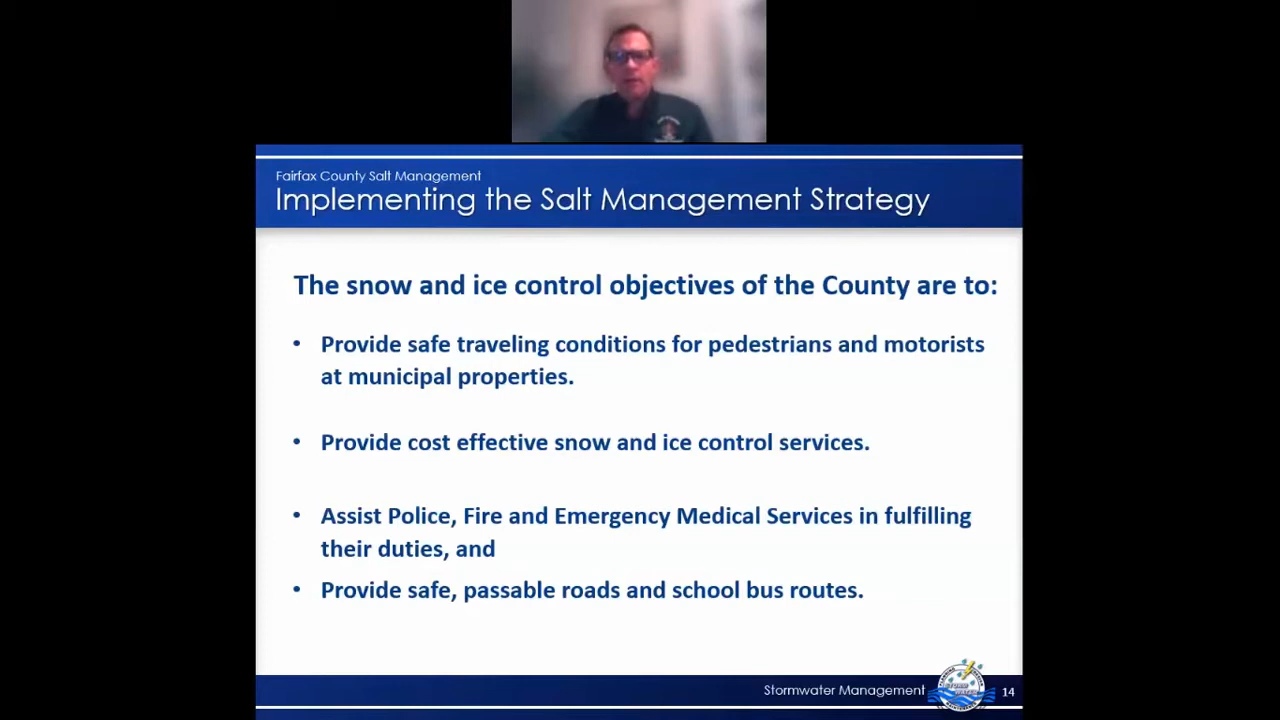 Fairfax County Salt Management
Implementing the Salt Management Strategy
The snow and ice control objectives of the County are to:
• Provide safe traveling conditions for pedestrians and motorists
at municipal properties.
• Provide cost effective snow and ice control services.
• Assist Police, Fire and Emergency Medical Services in fulfilling
their duties, and
• Provide safe, passable roads and school bus routes.
Stormwater Management
14